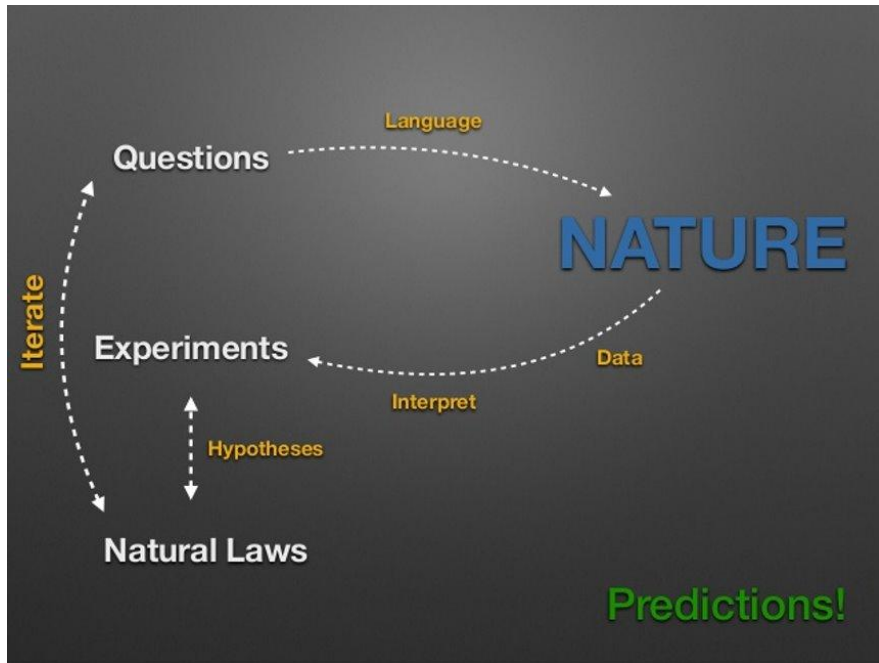 Language
Questions
NATURE
Iterate
Experiments
Data
Interpret
Hypotheses
Natural Laws
Predictions!